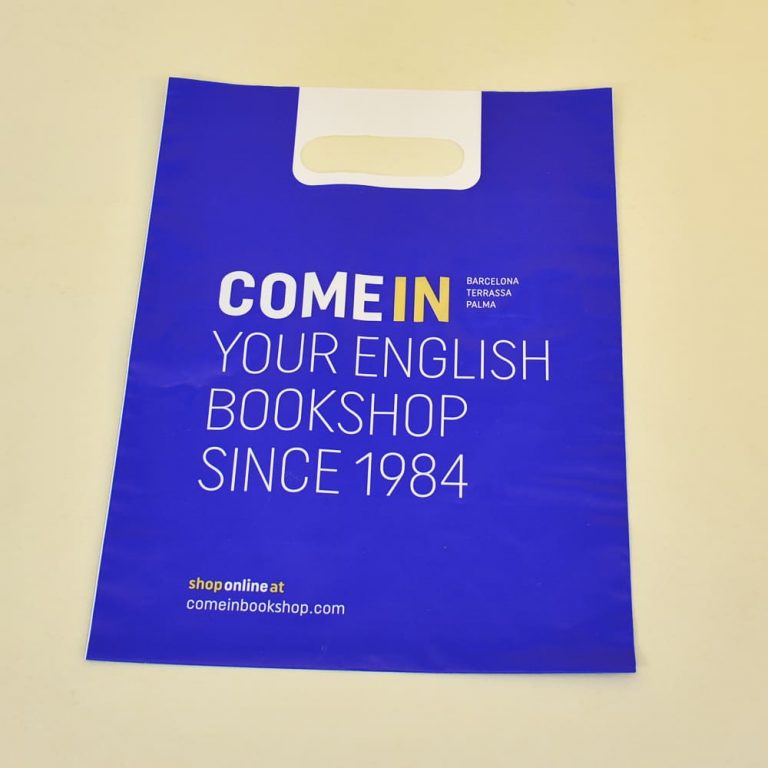 COMEIN
BARCELONA
TERRASSA
PALMA
YOUR ENGLISH
BOOKSHOP
SINCE 1984
shoponlineat
comeinbookshop.com